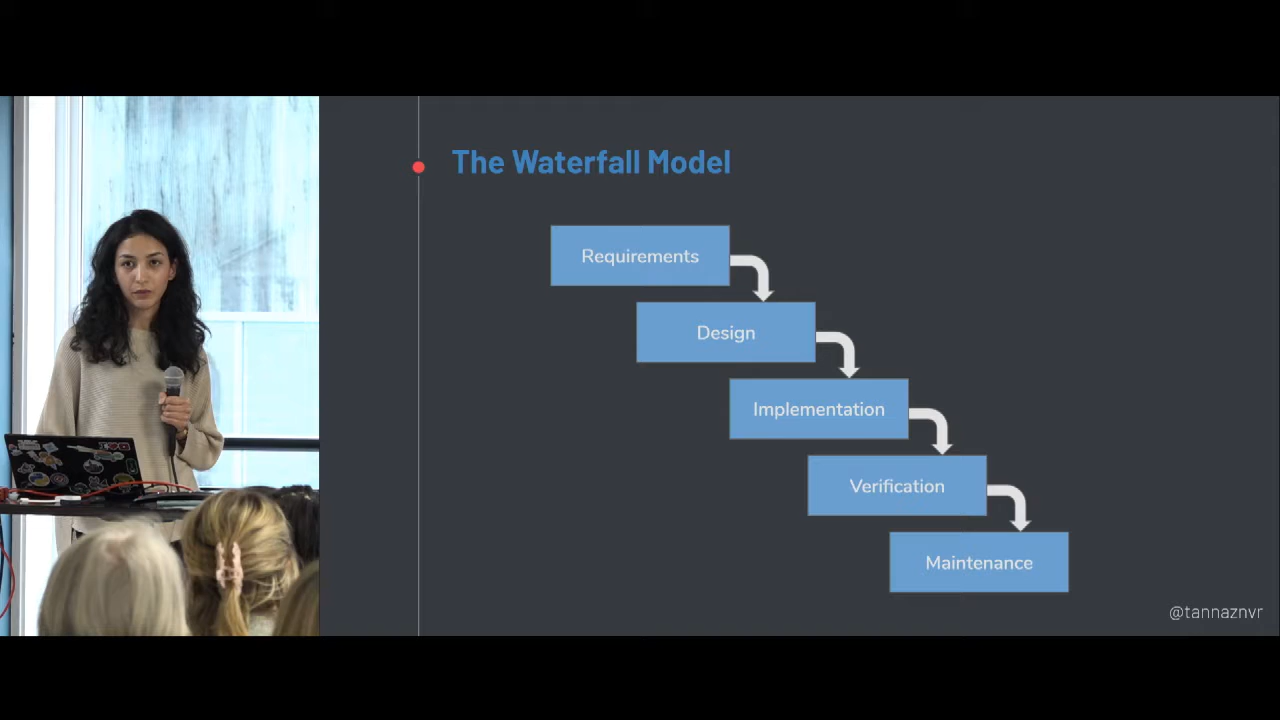 The Waterfall Model
Requirements
Design
Implementation
Verification
Maintenance
@tannaznvr